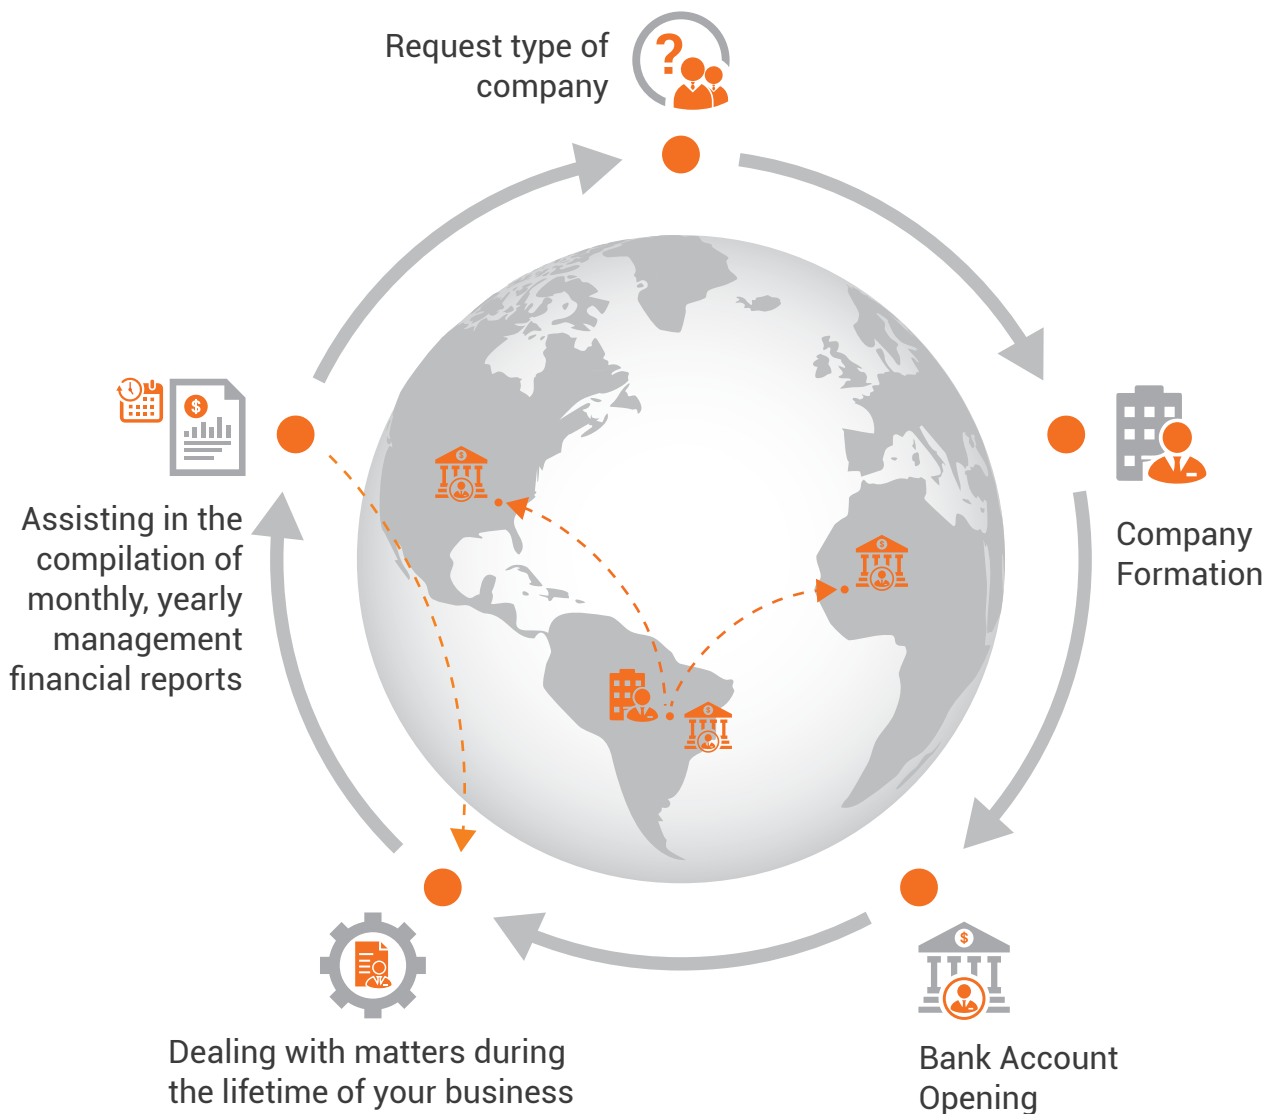 Request type of
company
Company
Formation
Bank Account
Opening
Dealing with matters during
the lifetime of your business
Assisting in the
compilation of
monthly, yearly
management
financial reports